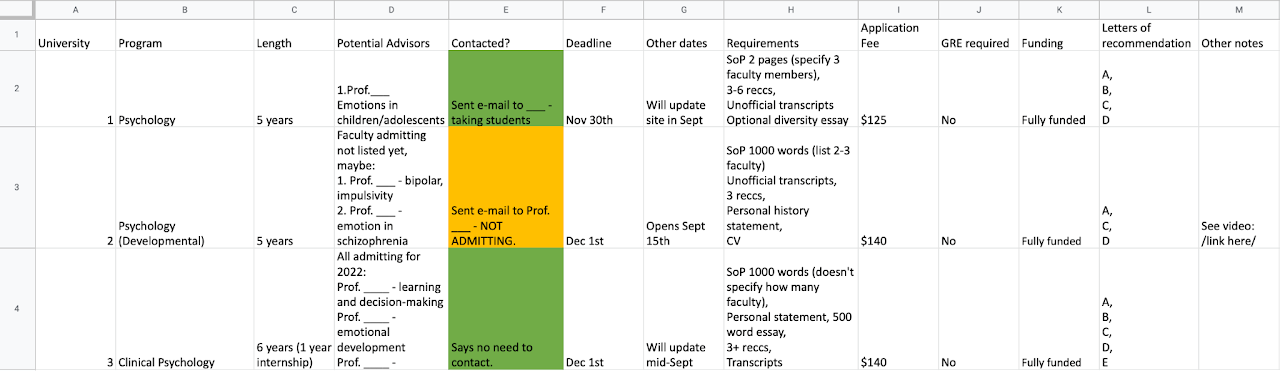 A B C D E F G H I J K L M
1
University Program Length Potential Advisors Contacted? Deadline Other dates Requirements Application Fee GRE required Funding Letters of recommendation Other notes
2
1
Psychology
5 years
1.Prof.___
Emotions in
children/adolescents
Sent e-mail to ___ -
taking students
Nov 30th
Will update
site in Sept
SoP 2 pages (specify 3
faculty members),
3-6 reccs,
Unofficial transcripts
Optional diversity essay
$125
No
Fully funded
A,
B,
C,
D
3
2
Psychology
(Developmental)
5 years
Faculty admitting
not listed yet,
maybe:
1. Prof. ___ - bipolar,
impulsivity
2. Prof. ___ -
emotion in
schizophrenia
Sent e-mail to Prof.
___ - NOT
ADMITTING.
Dec 1st
Opens Sept
15th
SoP 1000 words (list 2-3
faculty)
Unofficial transcripts,
3 reccs,
Personal history
statement,
CV
$140
No
Fully funded
A,
C,
D
See video:
/link here/
4
3
Clinical Psychology
6 years (1 year
internship)
All admitting for
2022:
Prof. ____ - learning
and decision-making
Prof. ____ -
emotional
development
Prof. ____ -
Says no need to
contact.
Dec 1st
Will update
mid-Sept
SoP 1000 words (doesn't
specify how many
faculty),
Personal statement, 500
word essay,
3+ reccs,
Transcripts
$140
No
Fully funded
A,
B,
C,
D,
E